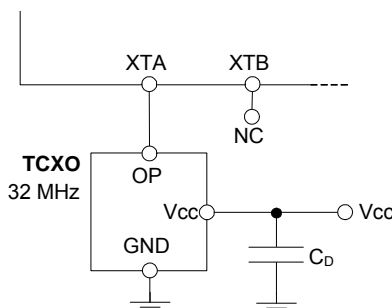 XTA XTB
NC
TCXO
32 MHz
OP
Vcc
Vcc
GND
CD